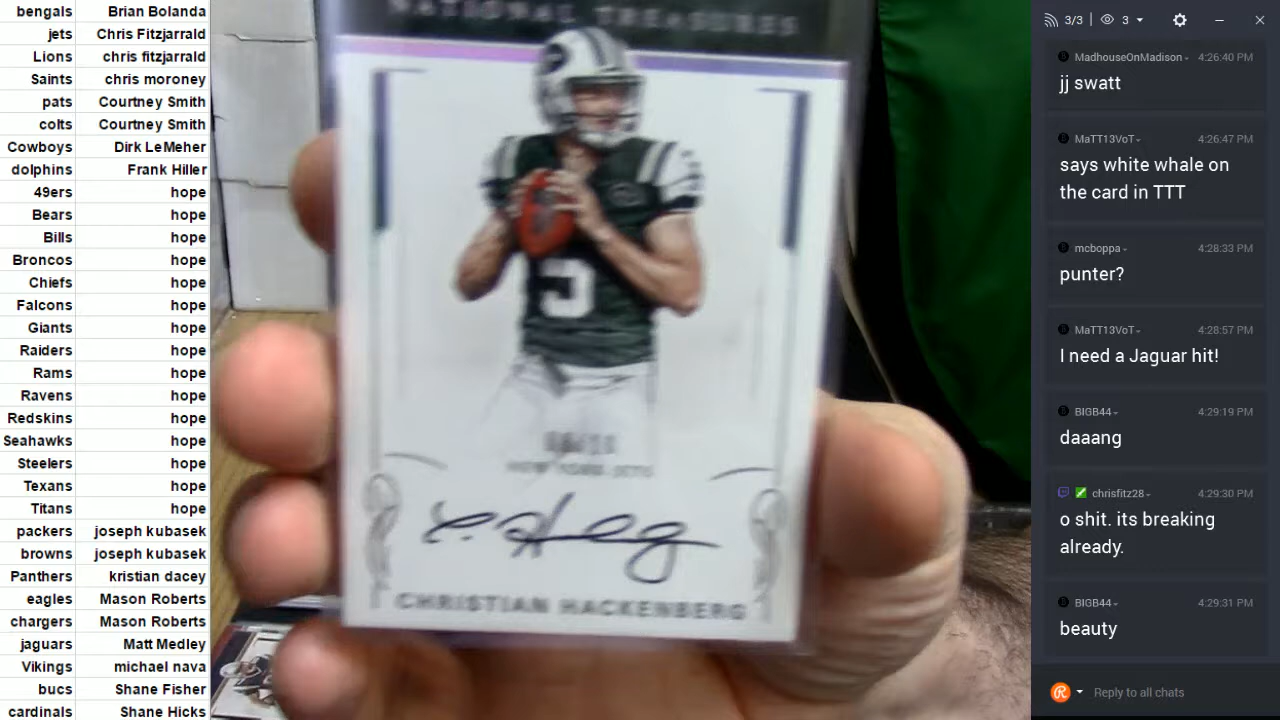 bengals Brian Bolanda
jets Chris Fitzjarrald
Lions chris fitzjarrald
Saints chris moroney
pats Courtney Smith
colts Courtney Smith
Cowboys Dirk LeMeher
dolphins Frank Hiller
49ers hope
Bears hope
Bills hope
Broncos hope
Chiefs hope
Falcons hope
Giants hope
Raiders hope
Rams hope
Ravens hope
Redskins hope
Seahawks hope
Steelers hope
Texans hope
Titans hope
packers joseph kubasek
browns joseph kubasek
Panthers kristian dacey
eagles Mason Roberts
chargers Mason Roberts
jaguars Matt Medley
Vikings michael nava
bucs Shane Fisher
cardinals Shane Hicks
NATIONAL TREASURES
5
NEW YORK JETS
CHRISTIAN HACKENBERG
3/3 3
MadhouseOnMadison 4:26:40 PM
jj swatt
MaTT13VoT 4:26:47 PM
says white whale on
the card in TTT
mcboppa 4:28:33 PM
punter?
MaTT13VoT 4:28:57 PM
I need a Jaguar hit!
BIGB44 4:29:19 PM
daaang
chrisfitz28 4:29:30 PM
o shit. its breaking
already.
BIGB44 4:29:31 PM
beauty
Reply to all chats